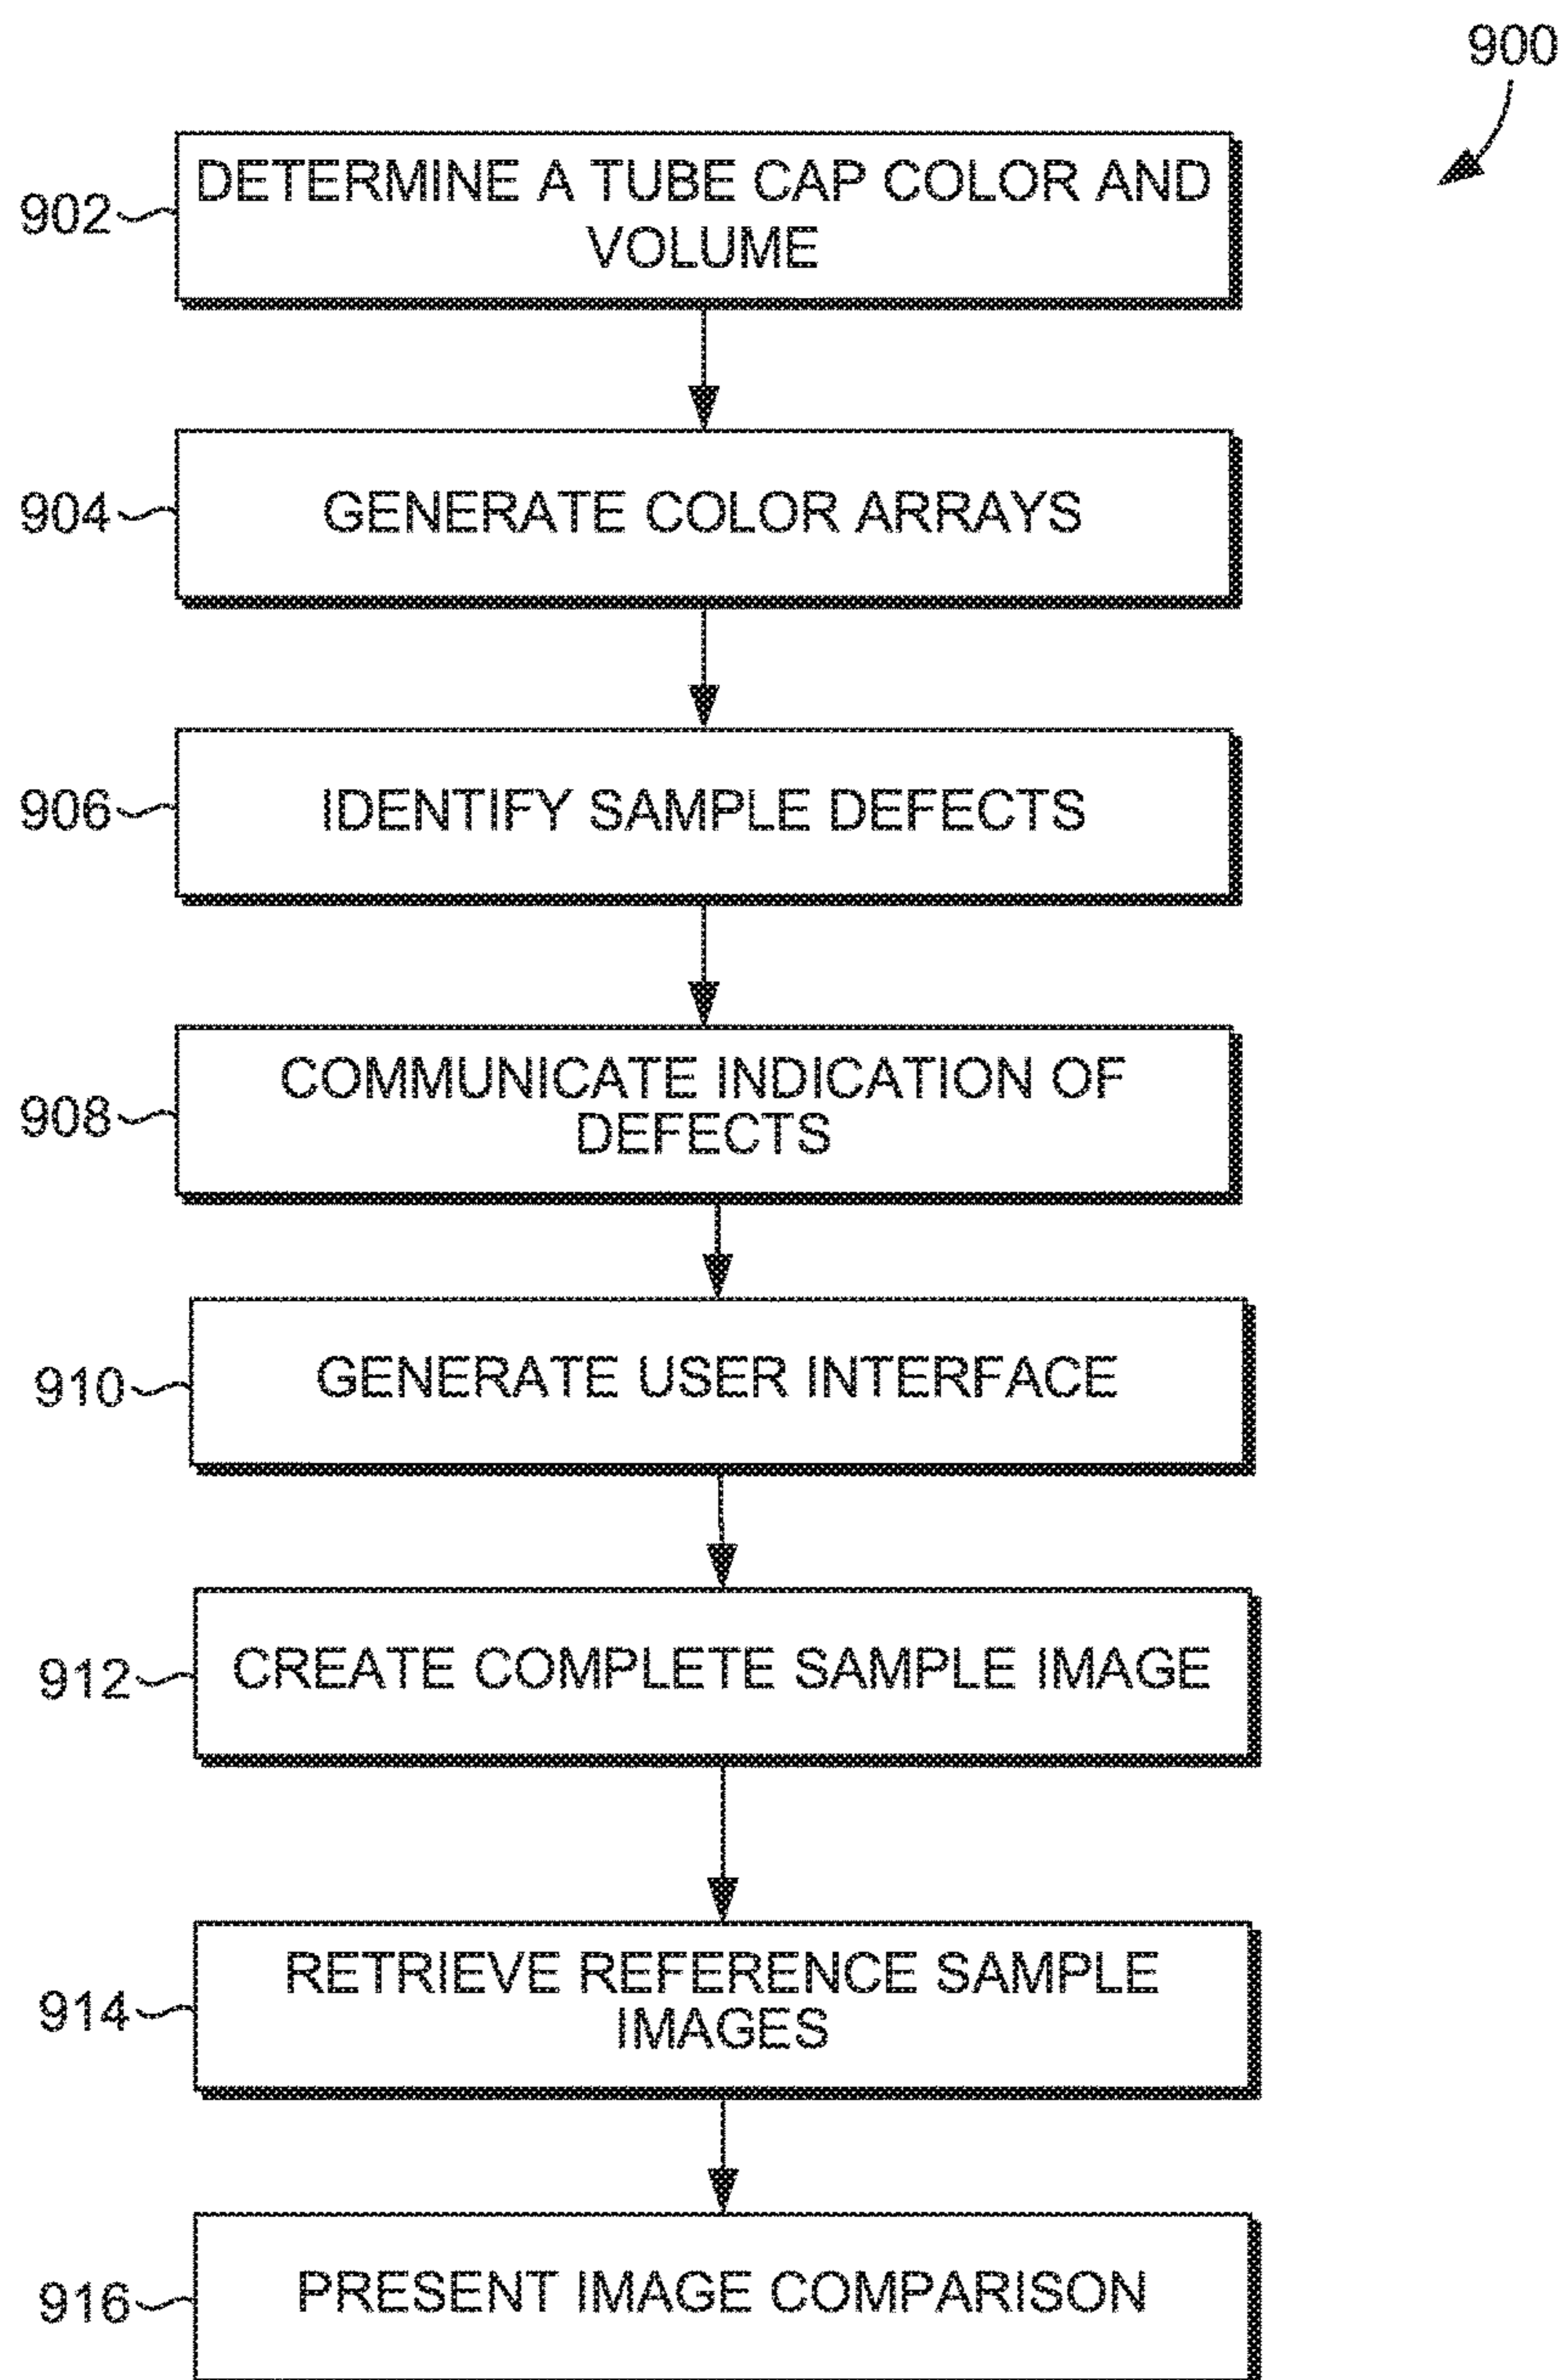 900
902
DETERMINE A TUBE CAP COLOR AND
VOLUME
904
GENERATE COLOR ARRAYS
906
IDENTIFY SAMPLE DEFECTS
908
COMMUNICATE INDICATION OF
DEFECTS
910
GENERATE USER INTERFACE
912
CREATE COMPLETE SAMPLE IMAGE
914
RETRIEVE REFERENCE SAMPLE
IMAGES
916
PRESENT IMAGE COMPARISON